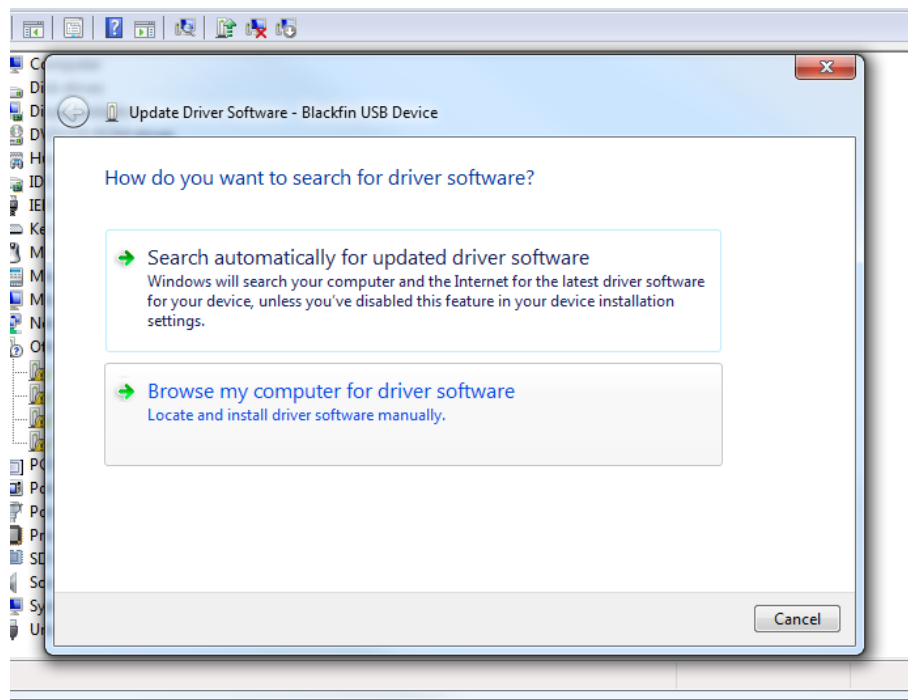 Update Driver Software - Blackfin USB Device
How do you want to search for driver software?
Search automatically for updated driver software
Windows will search your computer and the Internet for the latest driver software
for your device, unless you've disabled this feature in your device installation
settings.
Browse my computer for driver software
Locate and install driver software manually.
Cancel